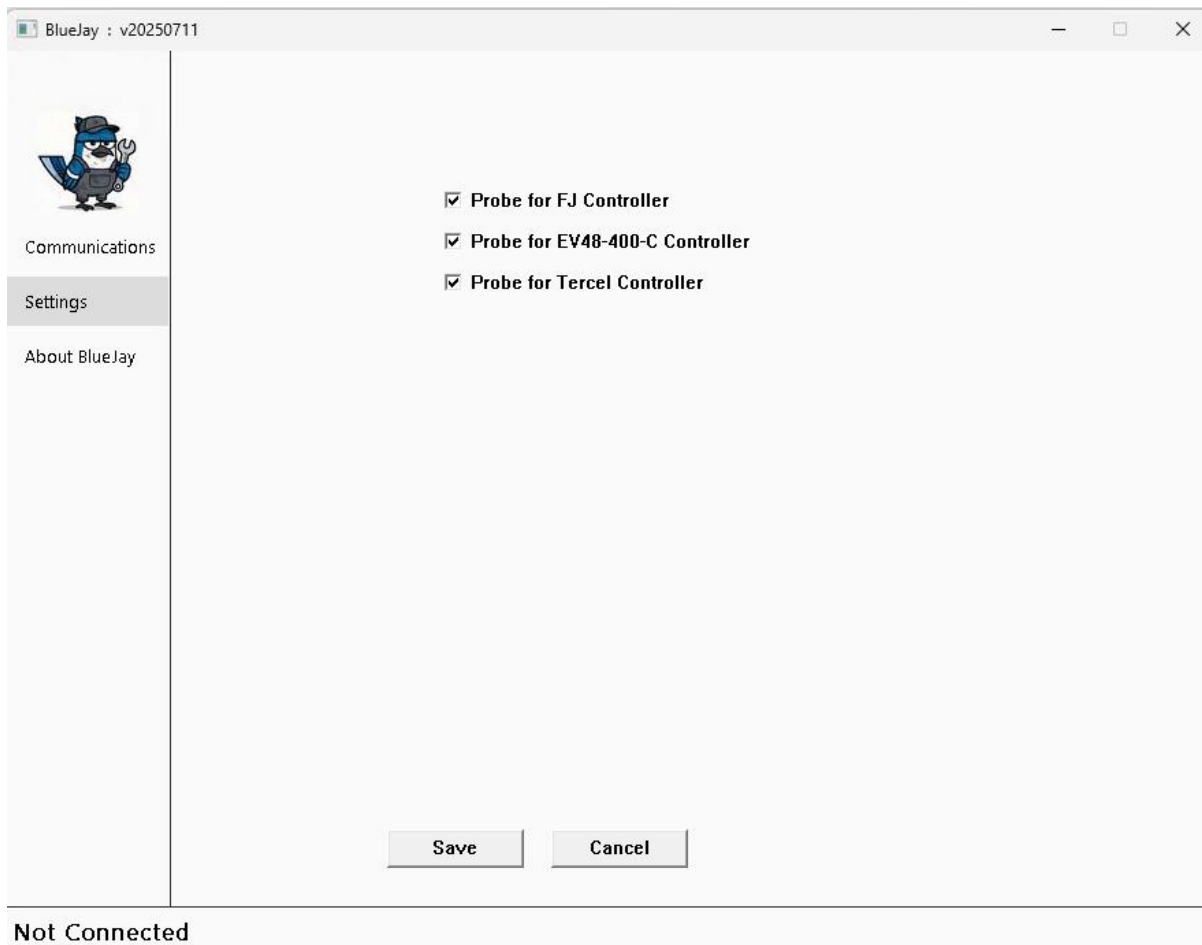 BlueJay : v20250711
Communications
Settings
About BlueJay
Probe for FJ Controller
Probe for EV48-400-C Controller
Probe for Tercel Controller
Save
Cancel
Not Connected